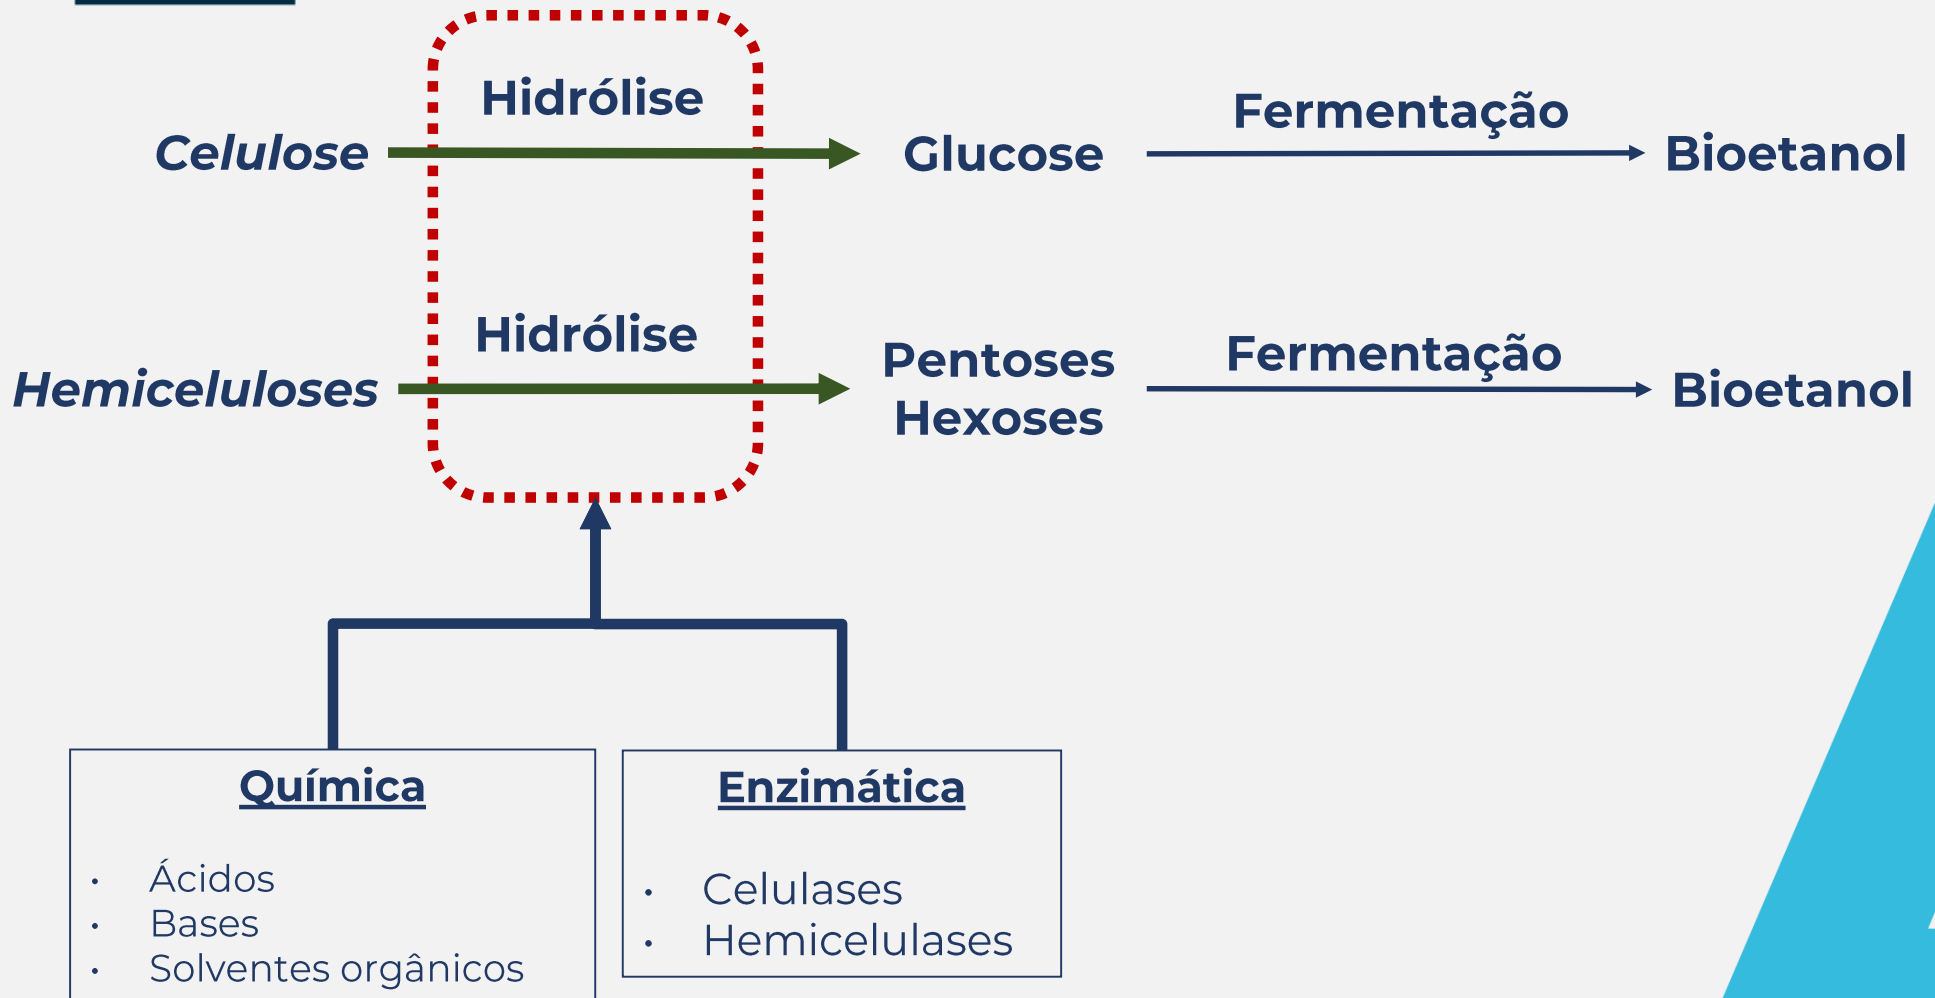 Hidrólise
Celulose
Glucose
Fermentação
Bioetanol
Hidrólise
Hemiceluloses
Pentoses
Hexoses
Fermentação
Bioetanol
Química
• Ácidos
• Bases
• Solventes orgânicos
Enzimática
• Celulases
• Hemicelulases